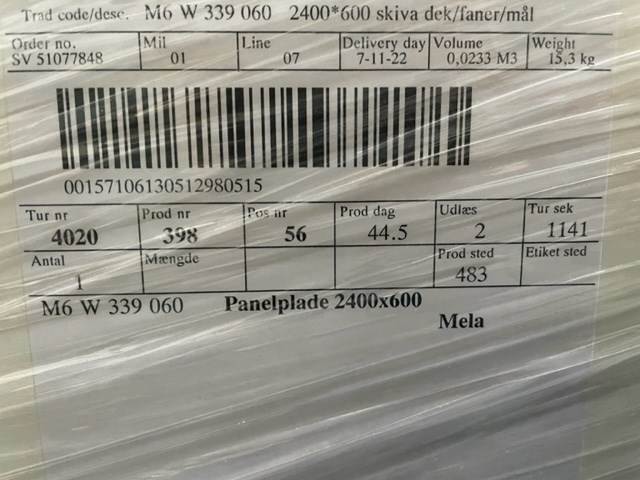 Trad code/desc. M6 W 339 060 2400*600 skiva dek/faner/mål
Order no. Mil Line Delivery day Volume Weight
SV 51077848 01 07 7-11-22 0,0233 M3 15,3 kg
00157106130512980515
Tur nr Prod nr Pos nr Prod dag Udlæs Tur sek
4020 398 56 44.5 2 1141
Antal Mængde Prod sted Etiket sted
1 483
M6 W 339 060 Panelplade 2400x600
Mela